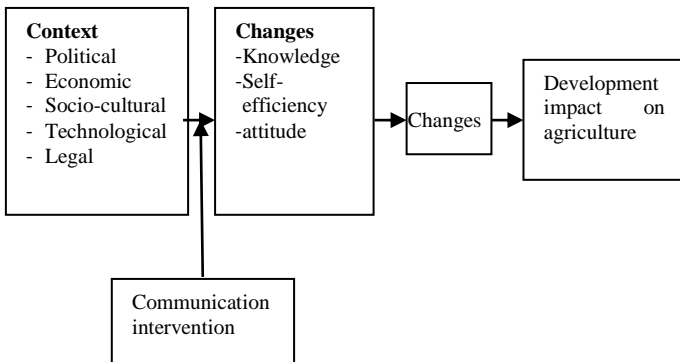 Context
- Political
- Economic
- Socio-cultural
- Technological
- Legal
Changes
-Knowledge
-Self-
efficiency
-attitude
Changes
Development
impact on
agriculture
Communication
intervention